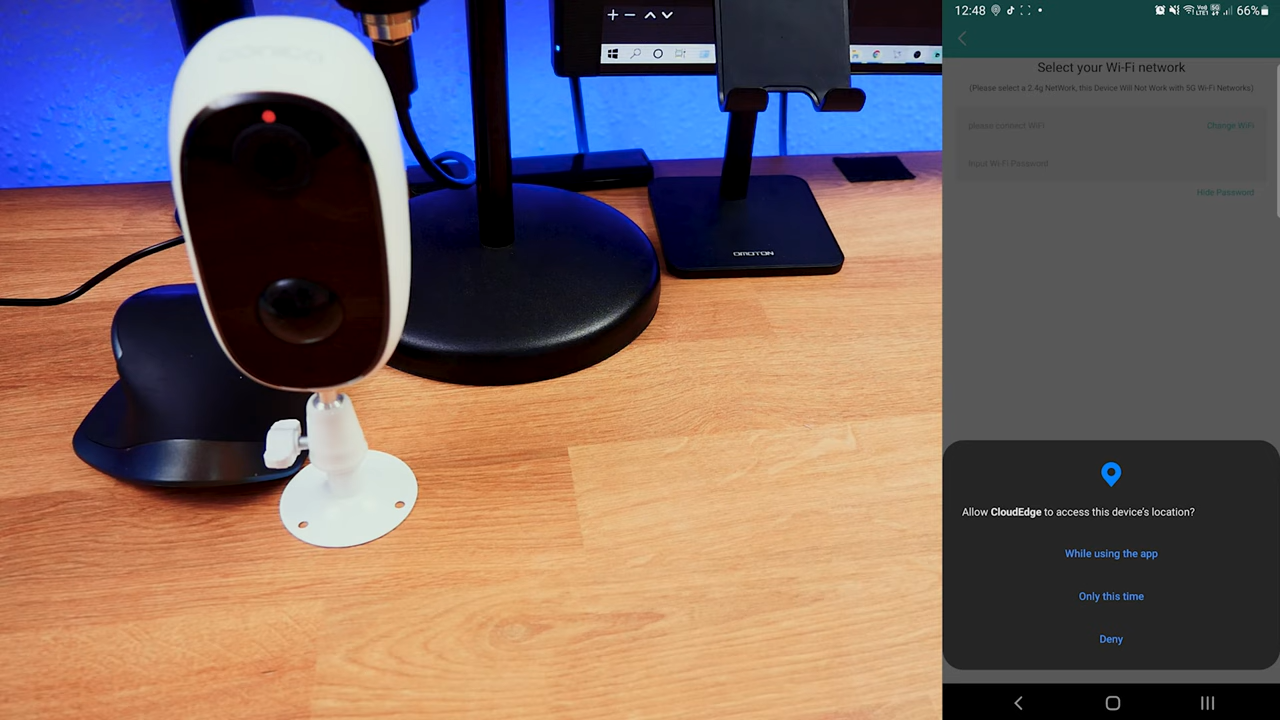 OMOTON
12:48
66%
Select your Wi-Fi network
(Please select a 2.4g NetWork, this Device Will Not Work with 5G Wi-Fi Networks)
please connect WiFi
Change WiFi
Input Wi-Fi Password
Hide Password
Allow CloudEdge to access this device's location?
While using the app
Only this time
Deny